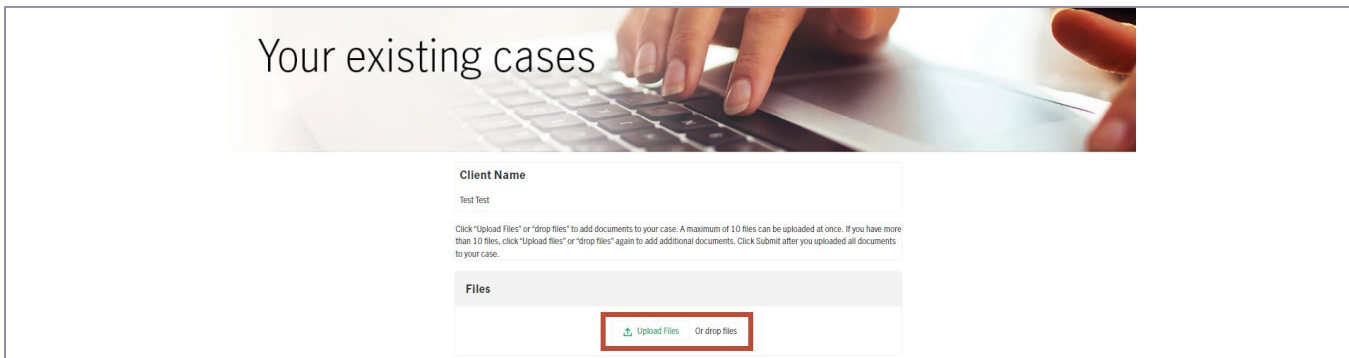 Your existing cases
Client Name
Test Test
Click "Upload Files" or "drop files" to add documents to your case. A maximum of 10 files can be uploaded at once. If you have more
than 10 files, click "Upload files" or "drop files" again to add additional documents. Click Submit after you uploaded all documents
to your case.
Files
Upload Files Or drop files